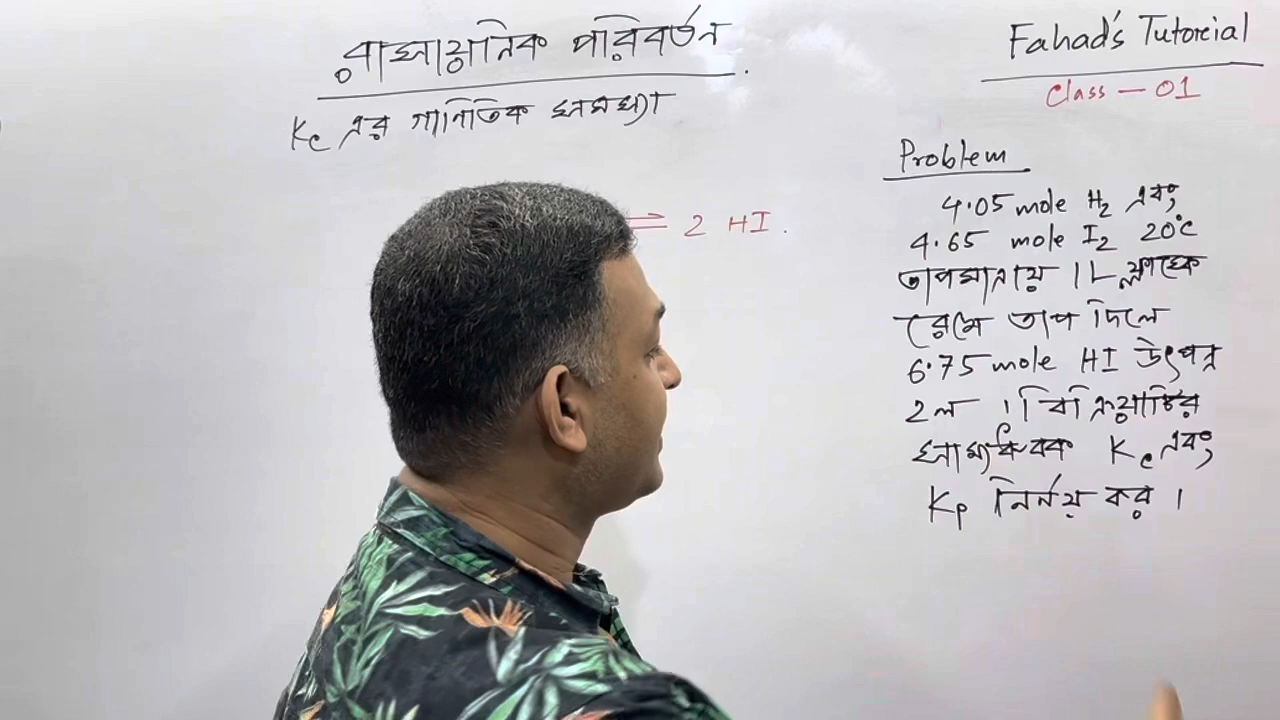 রাসায়নিক পরিবর্তন
Kc এর গানিতিক সমস্যা
Fahad's Tutorial
Class — 01
⇌ 2 HI.
Problem
4.05 mole H₂ এবং
4.65 mole I₂ 20°C
তাপমাত্রায় 1L ফ্লাস্কে
রেখে তাপ দিলে
6.75 mole HI উৎপন্ন
হল । বিক্রিয়াটির
সাম্যধ্রুবক Kc এবং
Kp নির্নয় কর ।